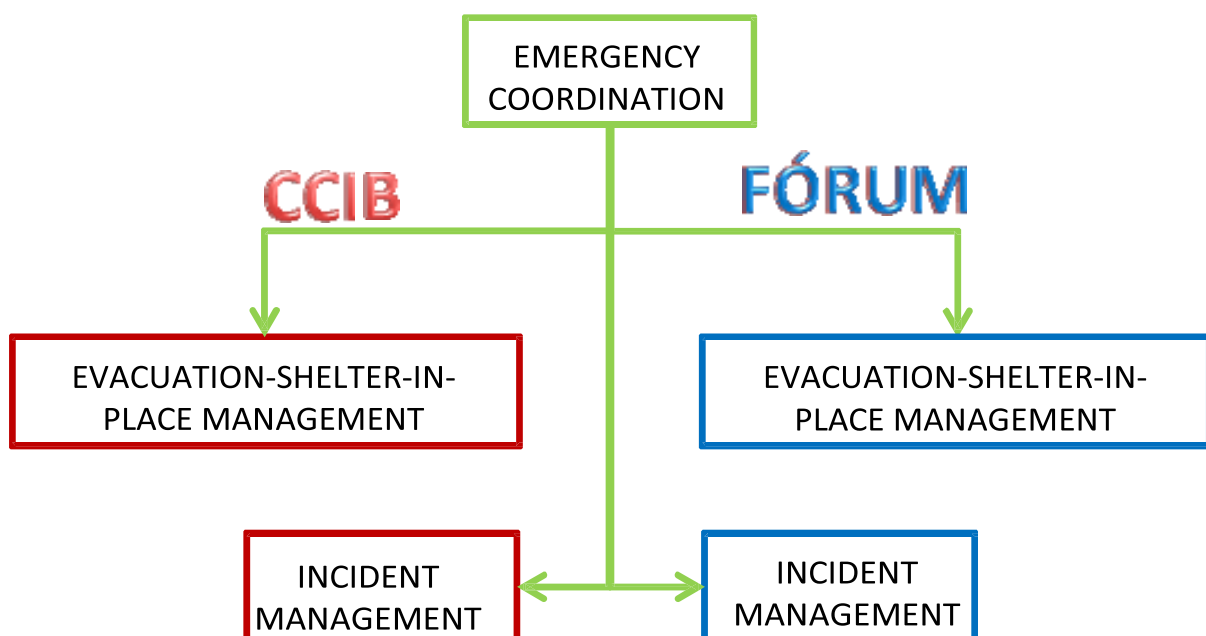 EMERGENCY
COORDINATION
CCIB
FÓRUM
EVACUATION-SHELTER-IN-
PLACE MANAGEMENT
EVACUATION-SHELTER-IN-
PLACE MANAGEMENT
INCIDENT
MANAGEMENT
INCIDENT
MANAGEMENT